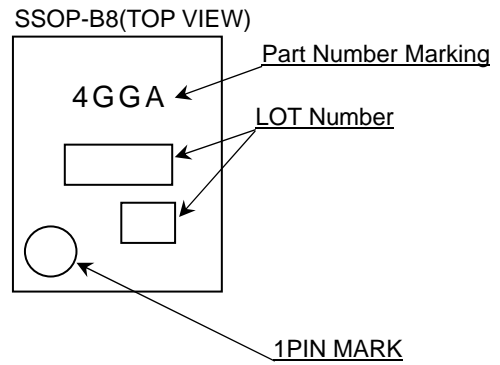 SSOP-B8(TOP VIEW)
Part Number Marking
4GGA
LOT Number
1PIN MARK